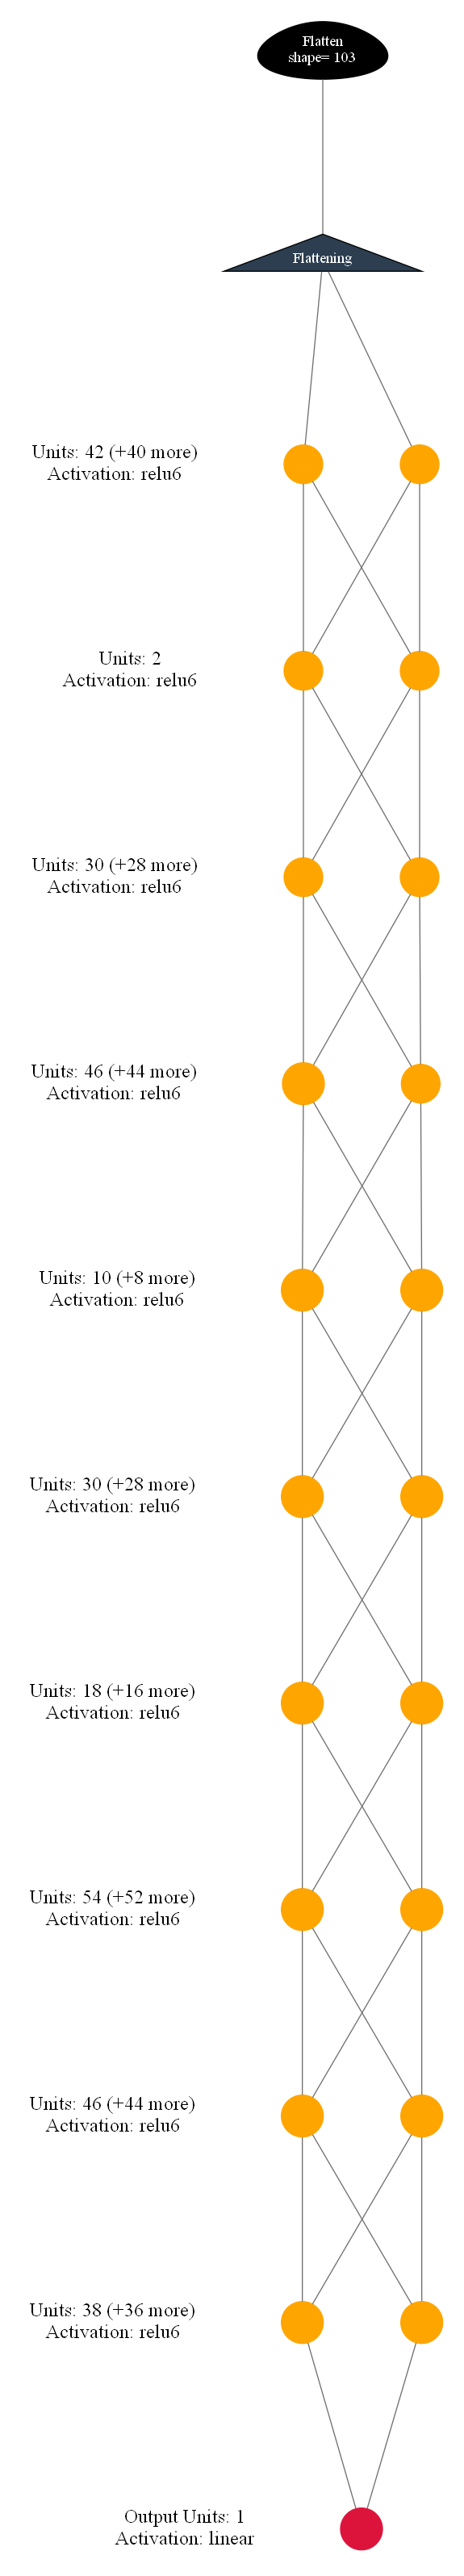 Flatten
shape= 103
Flattening
Units: 42 (+40 more)
Activation: relu6
Units: 2
Activation: relu6
Units: 30 (+28 more)
Activation: relu6
Units: 46 (+44 more)
Activation: relu6
Units: 10 (+8 more)
Activation: relu6
Units: 30 (+28 more)
Activation: relu6
Units: 18 (+16 more)
Activation: relu6
Units: 54 (+52 more)
Activation: relu6
Units: 46 (+44 more)
Activation: relu6
Units: 38 (+36 more)
Activation: relu6
Output Units: 1
Activation: linear